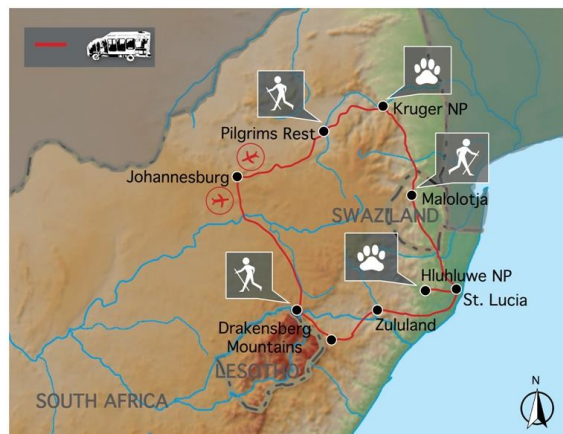 Kruger NP
Pilgrims Rest
Johannesburg
Malolotja
SWAZILAND
Hluhluwe NP
St. Lucia
Zululand
Drakensberg
Mountains
LESOTHO
SOUTH AFRICA
N